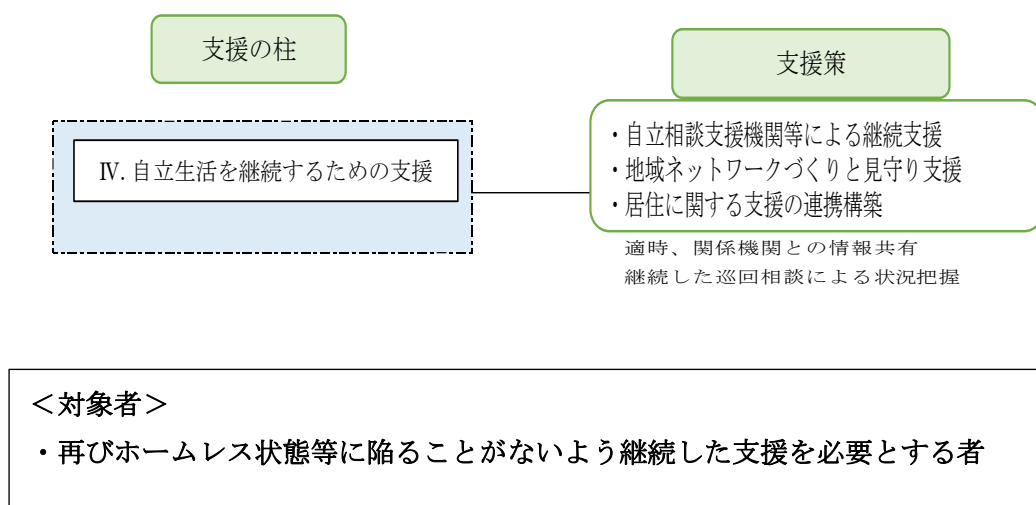 支援の柱
支援策
Ⅳ. 自立生活を継続するための支援
・自立相談支援機関等による継続支援
・地域ネットワークづくりと見守り支援
・居住に関する支援の連携構築
適時、関係機関との情報共有
継続した巡回相談による状況把握
＜対象者＞
・再びホームレス状態等に陥ることがないよう継続した支援を必要とする者